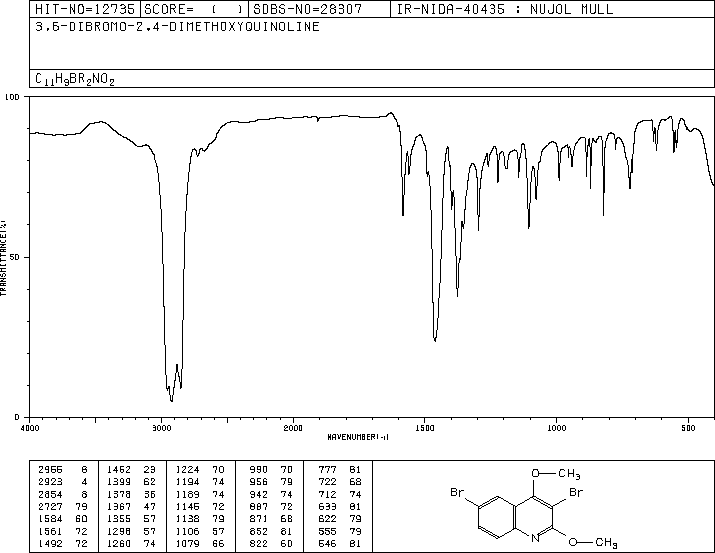 HIT-NO=12735 SCORE= ( ) SDBS-NO=28307 IR-NIDA-40435 : NUJOL MULL
3,6-DIBROMO-2,4-DIMETHOXYQUINOLINE
C11H9BR2NO2
100
50
0
TRANSMITTANCE(%)
4000 3000 2000 1500 1000 500
WAVENUMBER(-1)
2966 8 1462 23 1224 70 990 70 777 81
2923 4 1399 62 1194 74 956 79 722 68
2854 8 1378 36 1189 74 942 74 712 74
2727 79 1367 47 1145 72 887 72 633 81
1584 60 1355 57 1138 79 871 68 622 79
1561 72 1298 57 1106 57 852 81 555 79
1492 72 1260 74 1079 66 822 60 546 81
O CH3
Br Br
N O CH3